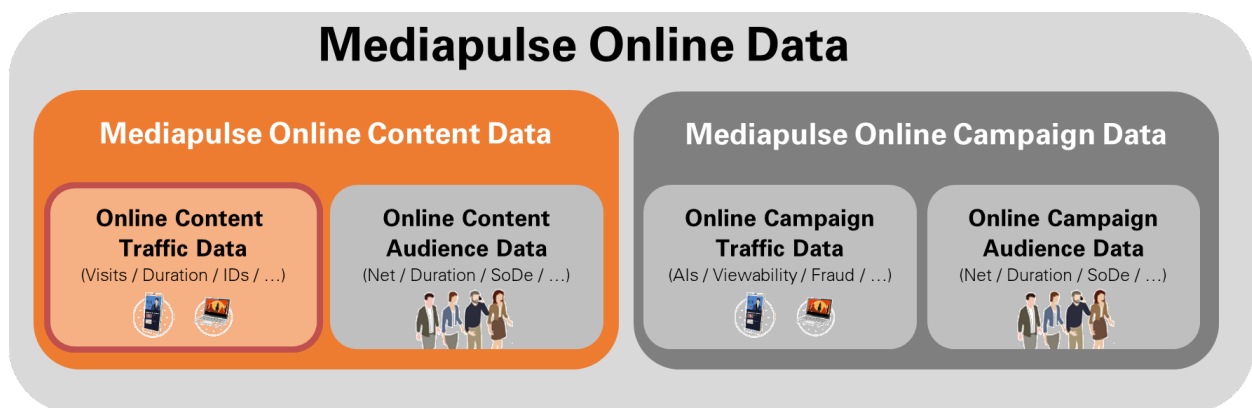 Mediapulse Online Data
Mediapulse Online Content Data
Online Content
Traffic Data
(Visits / Duration / IDs / ...)
Online Content
Audience Data
(Net / Duration / SoDe / ...)
Mediapulse Online Campaign Data
Online Campaign
Traffic Data
(AIs / Viewability / Fraud / ...)
Online Campaign
Audience Data
(Net / Duration / SoDe / ...)